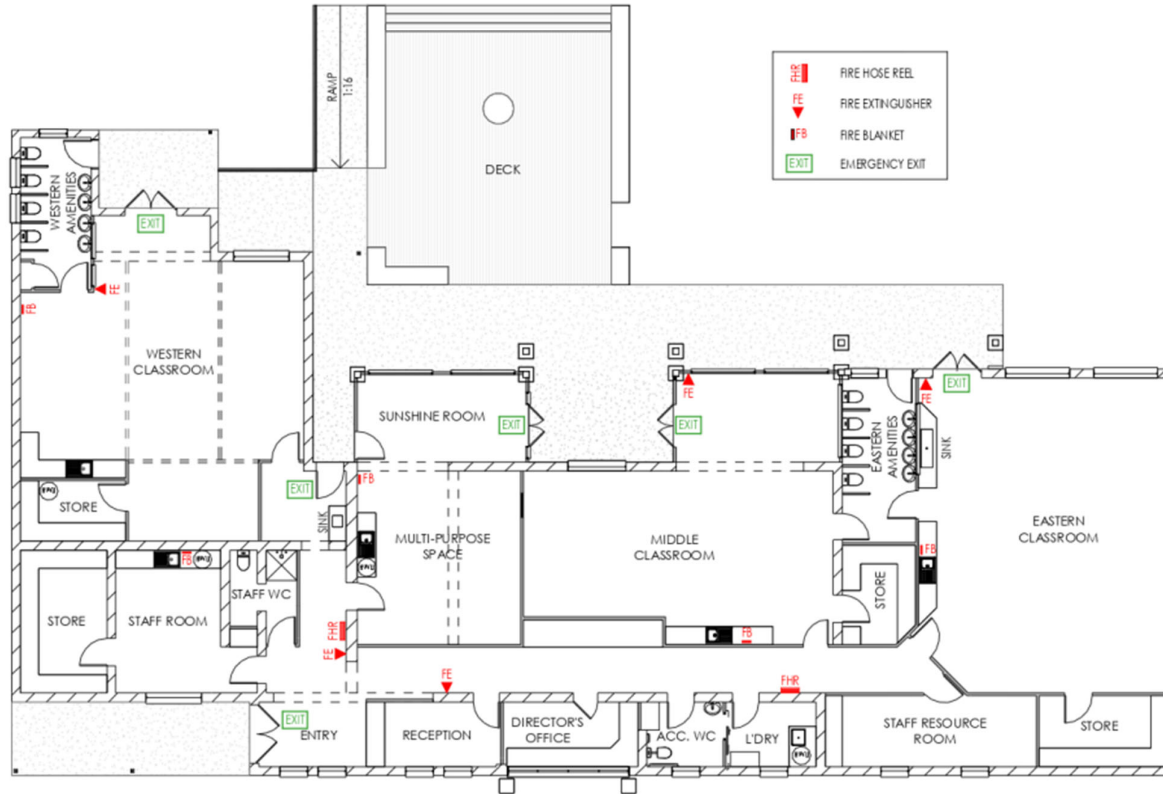 RAMP
1:16
DECK
FHR
FIRE HOSE REEL
FE
FIRE EXTINGUISHER
FB
FIRE BLANKET
EXIT
EMERGENCY EXIT
WESTERN
AMENITIES
EXIT
FE
FB
WESTERN
CLASSROOM
SUNSHINE ROOM
EXIT
EXIT
FE
FE
EXIT
EASTERN
AMENITIES
SINK
STORE
EXIT
SINK
FB
MULTI-PURPOSE
SPACE
MIDDLE
CLASSROOM
EASTERN
CLASSROOM
FB
STORE
STORE
STAFF ROOM
FB
STAFF WC
FHR
FE
FB
FE
FHR
EXIT
ENTRY
RECEPTION
DIRECTOR'S
OFFICE
ACC. WC
L'DRY
STAFF RESOURCE
ROOM
STORE